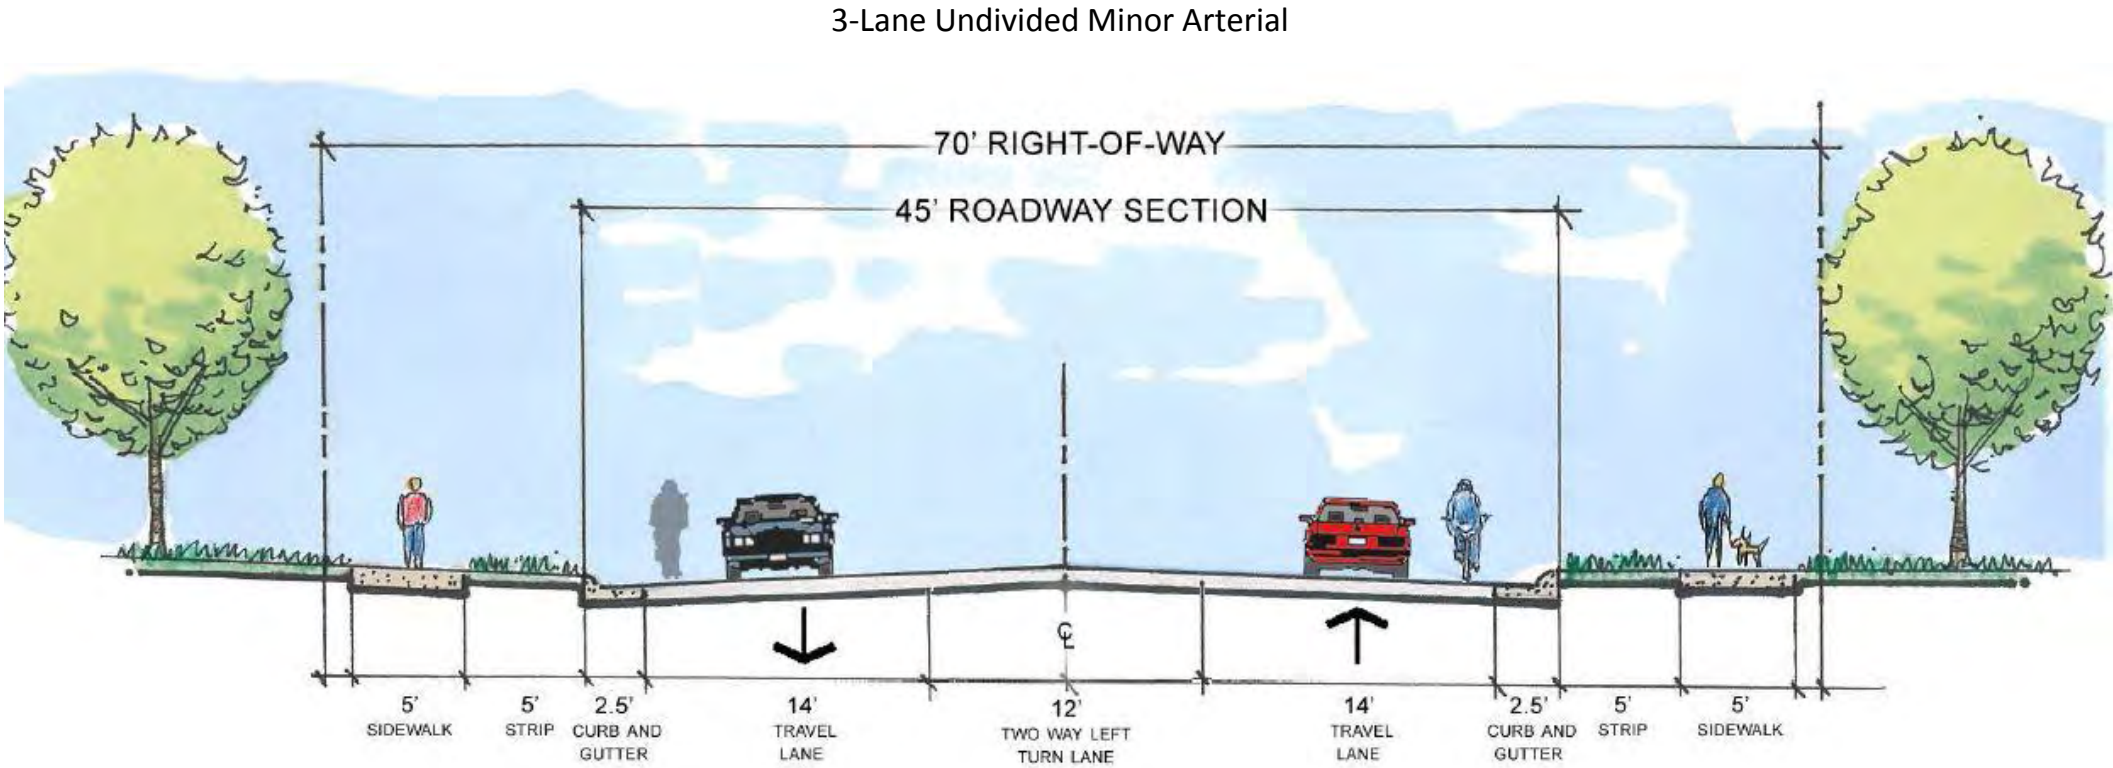 3-Lane Undivided Minor Arterial
70' RIGHT-OF-WAY
45' ROADWAY SECTION
℄
5'
SIDEWALK
5'
STRIP
2.5'
CURB AND
GUTTER
14'
TRAVEL
LANE
12'
TWO WAY LEFT
TURN LANE
14'
TRAVEL
LANE
2.5'
CURB AND
GUTTER
5'
STRIP
5'
SIDEWALK